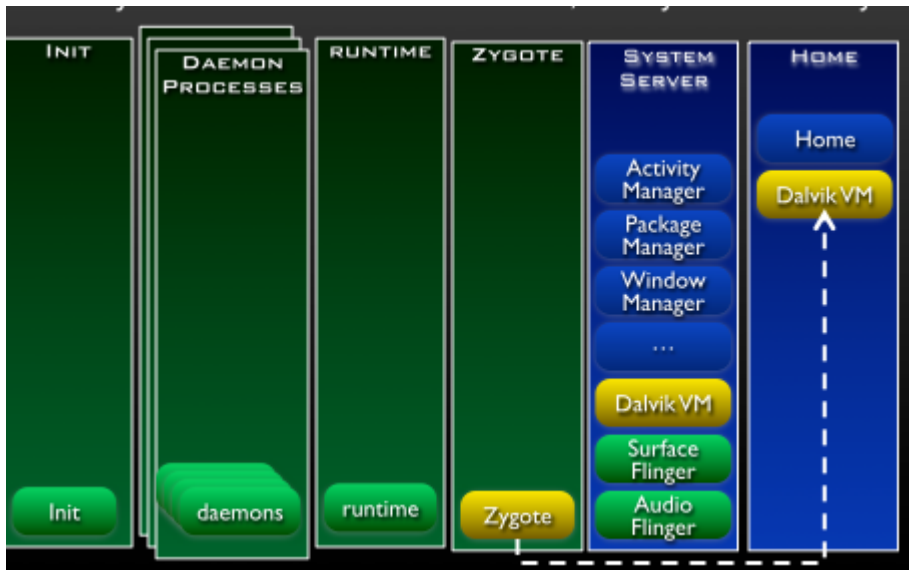 INIT
DAEMON
PROCESSES
RUNTIME
ZYGOTE
SYSTEM
SERVER
HOME
Home
Activity
Manager
Dalvik VM
Package
Manager
Window
Manager
...
Dalvik VM
Surface
Flinger
Init
daemons
runtime
Zygote
Audio
Flinger